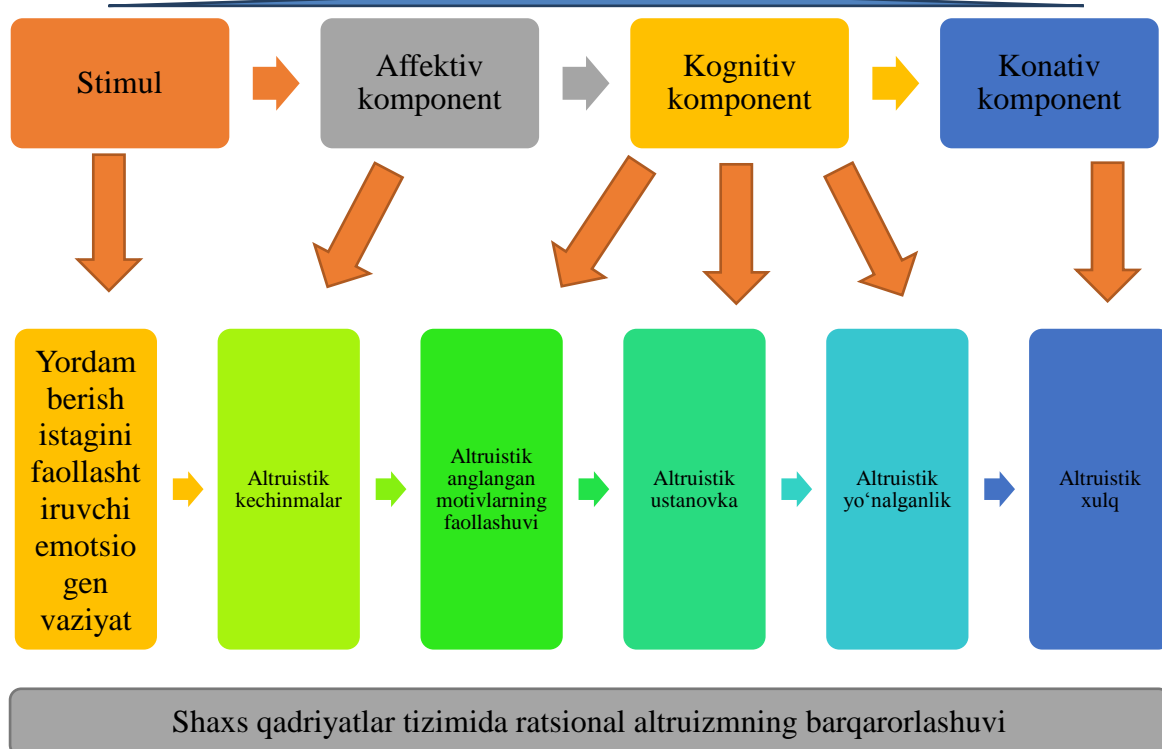 Stimul
Affektiv
komponent
Kognitiv
komponent
Konativ
komponent
Yordam
berish
istagini
faollasht
iruvchi
emotsio
gen
vaziyat
Altruistik
kechinmalar
Altruistik
anglangan
motivlarning
faollashuvi
Altruistik
ustanovka
Altruistik
yo‘nalganlik
Altruistik
xulq
Shaxs qadriyatlar tizimida ratsional altruizmning barqarorlashuvi